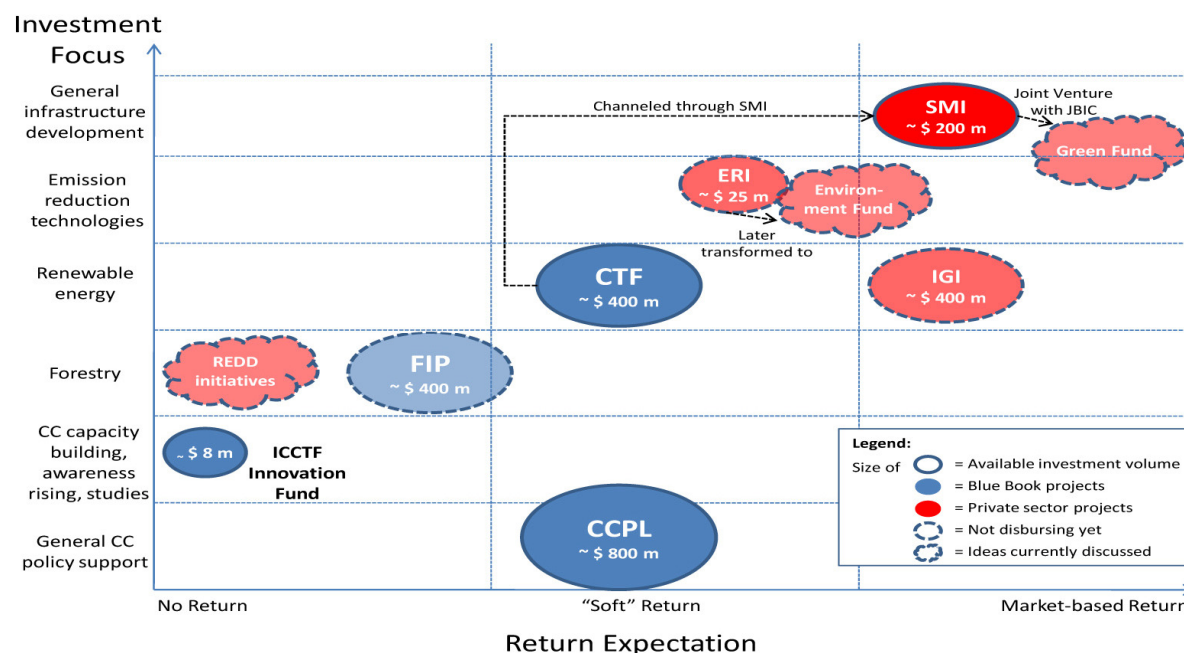 Investment
Focus
General
infrastructure
development
Emission
reduction
technologies
Renewable
energy
Forestry
CC capacity
building,
awareness
rising, studies
General CC
policy support
Channeled through SMI
SMI
~ $ 200 m
Joint Venture
with JBIC
Green Fund
ERI
~ $ 25 m
Environ-
ment Fund
Later
transformed to
CTF
~ $ 400 m
IGI
~ $ 400 m
REDD
initiatives
FIP
~ $ 400 m
~ $ 8 m
ICCTF
Innovation
Fund
CCPL
~ $ 800 m
Legend:
Size of
= Available investment volume
= Blue Book projects
= Private sector projects
= Not disbursing yet
= Ideas currently discussed
No Return
“Soft” Return
Market-based Return
Return Expectation